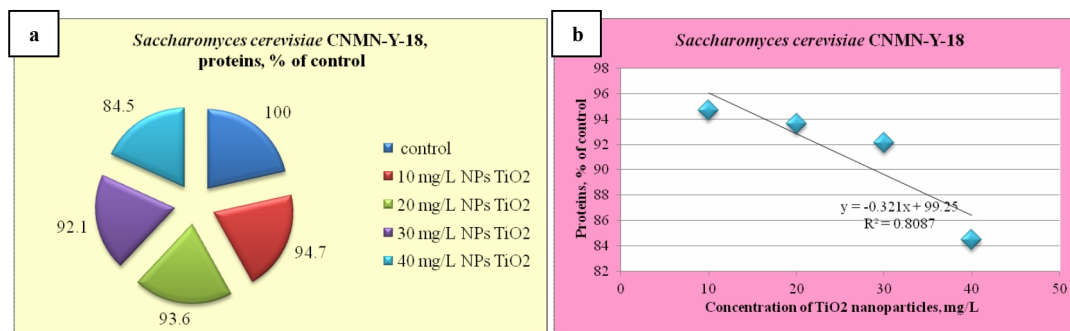 a
Saccharomyces cerevisiae CNMN-Y-18,
proteins, % of control
84.5
100
92.1
94.7
93.6
control
10 mg/L NPs TiO2
20 mg/L NPs TiO2
30 mg/L NPs TiO2
40 mg/L NPs TiO2
b
Saccharomyces cerevisiae CNMN-Y-18
Proteins, % of control
98
96
94
92
90
88
86
84
82
y = -0.321x + 99.25
R² = 0.8087
0
10
20
30
40
50
Concentration of TiO2 nanoparticles, mg/L